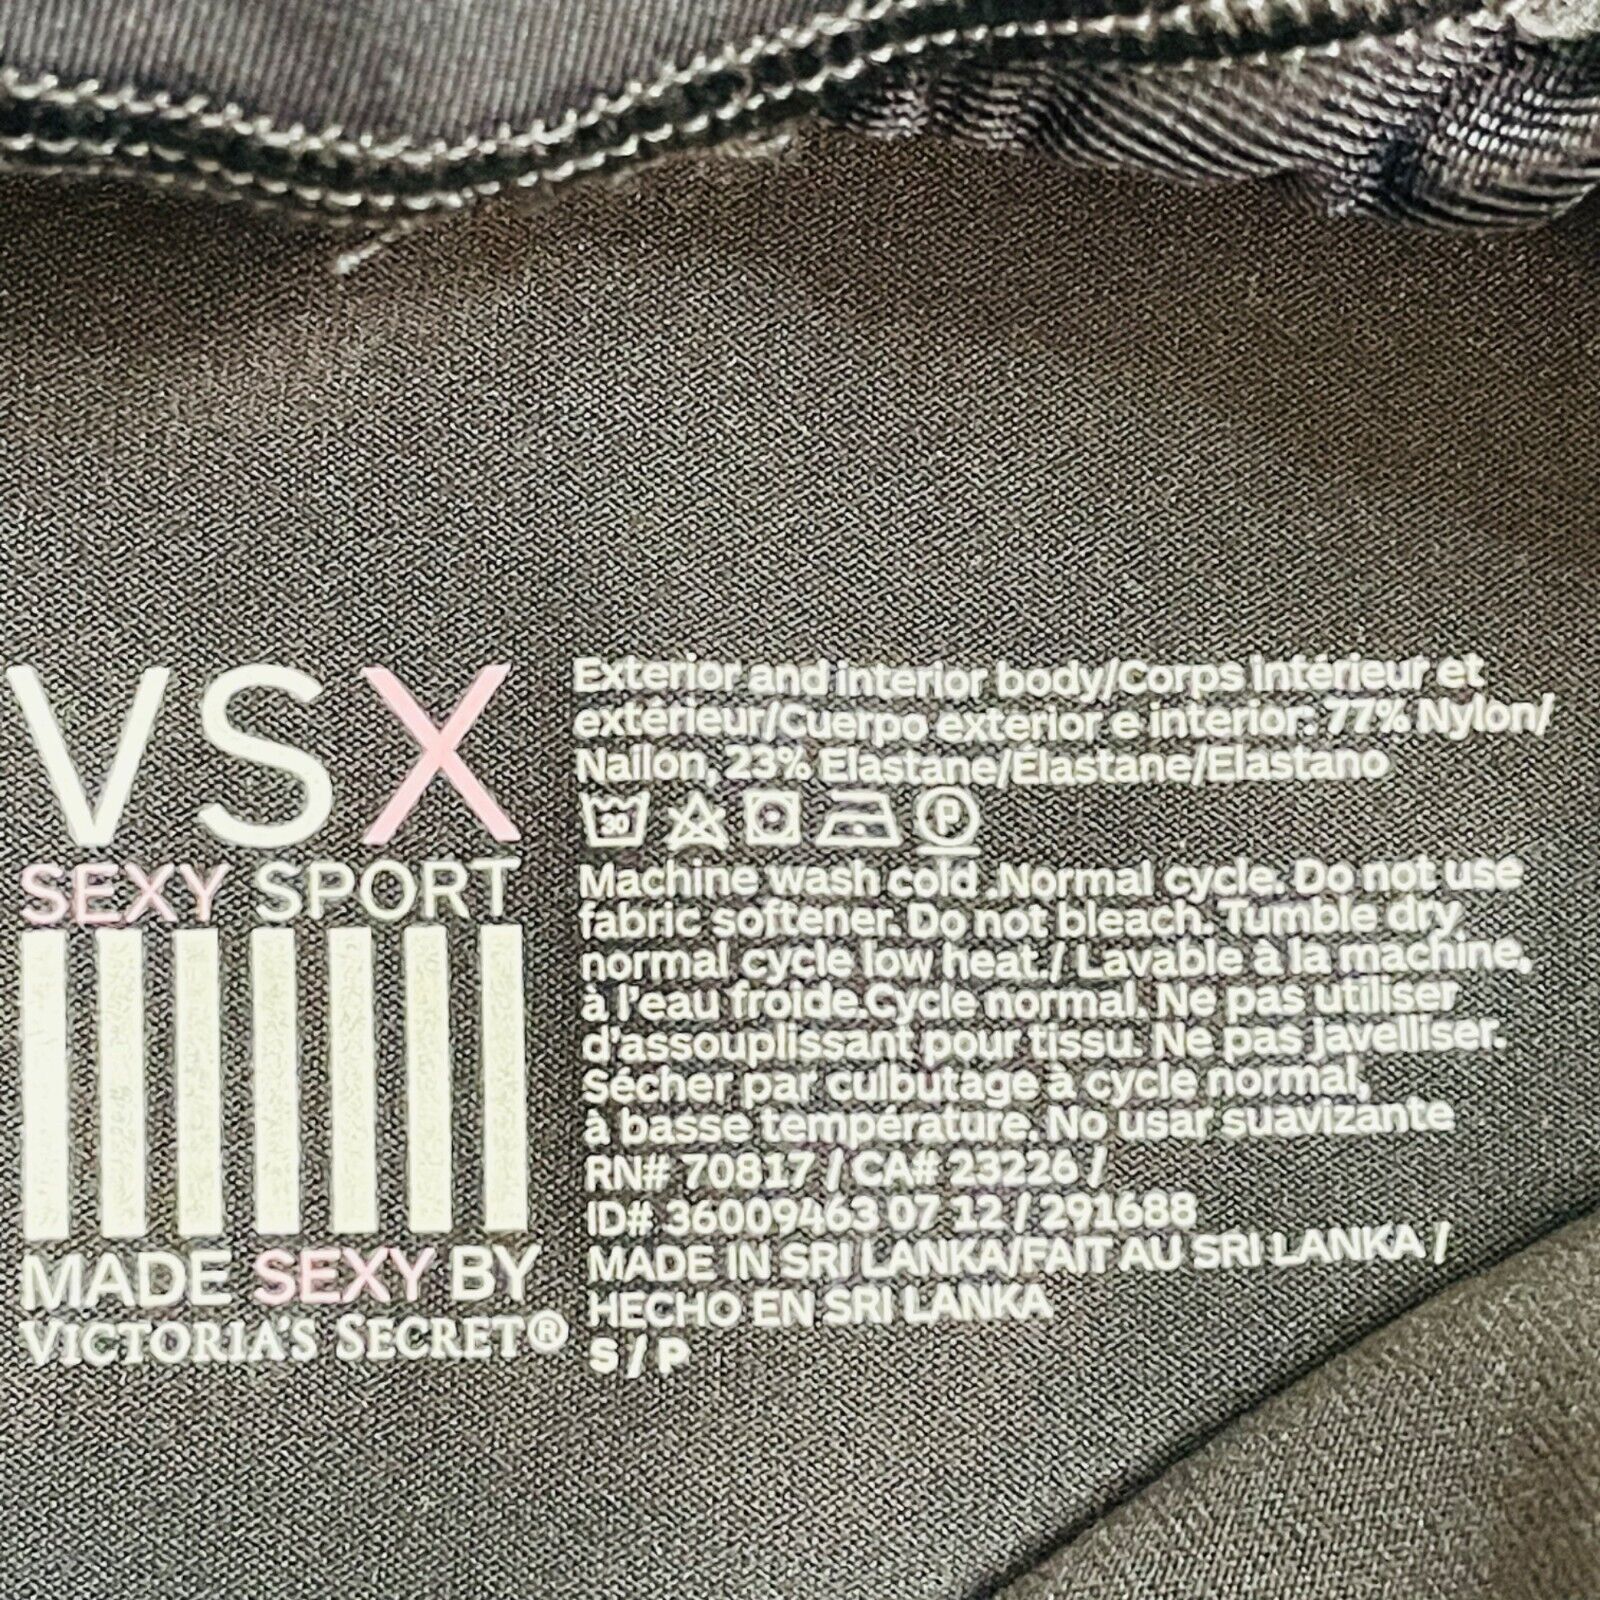 VSX
SEXY SPORT
MADE SEXY BY
VICTORIA'S SECRET®
Exterior and interior body/Corps intérieur et
extérieur/Cuerpo exterior e interior: 77% Nylon/
Nailon, 23% Elastane/Élastane/Elastano
30 P
Machine wash cold .Normal cycle. Do not use
fabric softener. Do not bleach. Tumble dry
normal cycle low heat./ Lavable à la machine,
à l'eau froide.Cycle normal. Ne pas utiliser
d'assouplissant pour tissu. Ne pas javelliser.
Sécher par culbutage à cycle normal,
à basse température. No usar suavizante
RN# 70817 / CA# 23226 /
ID# 36009463 07 12 / 291688
MADE IN SRI LANKA/FAIT AU SRI LANKA /
HECHO EN SRI LANKA
S / P